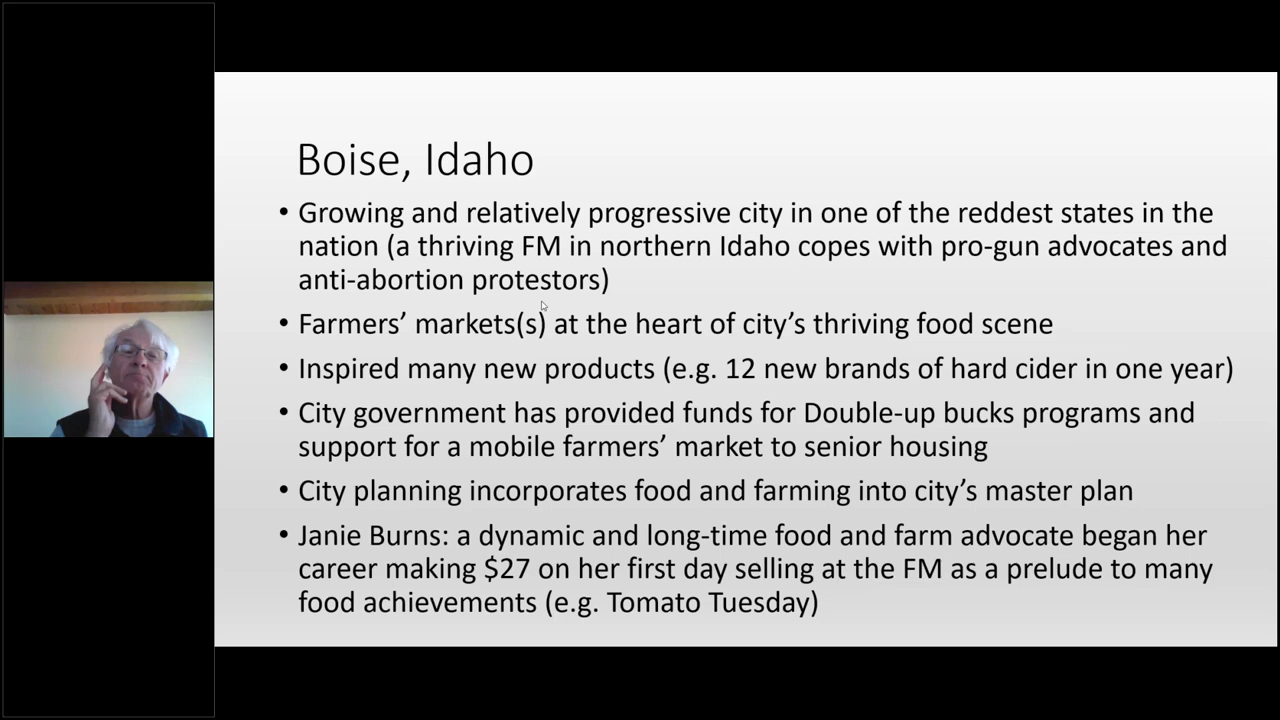 Boise, Idaho
• Growing and relatively progressive city in one of the reddest states in the
nation (a thriving FM in northern Idaho copes with pro-gun advocates and
anti-abortion protestors)
• Farmers’ markets(s) at the heart of city’s thriving food scene
• Inspired many new products (e.g. 12 new brands of hard cider in one year)
• City government has provided funds for Double-up bucks programs and
support for a mobile farmers’ market to senior housing
• City planning incorporates food and farming into city’s master plan
• Janie Burns: a dynamic and long-time food and farm advocate began her
career making $27 on her first day selling at the FM as a prelude to many
food achievements (e.g. Tomato Tuesday)